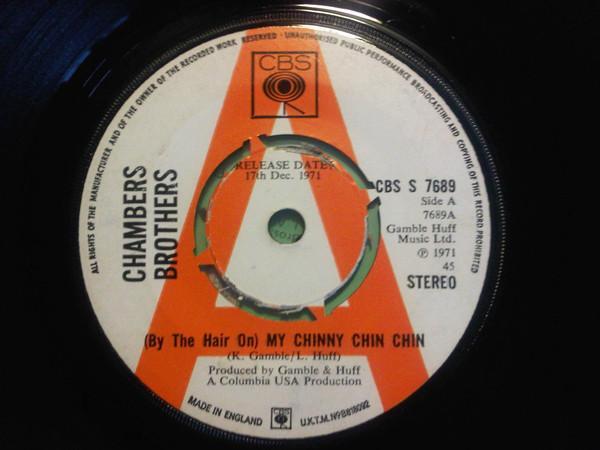 ALL RIGHTS OF THE MANUFACTURER AND OF THE OWNER OF THE RECORDED WORK RESERVED · UNAUTHORISED PUBLIC PERFORMANCE BROADCASTING AND COPYING OF THIS RECORD PROHIBITED
CBS
CHAMBERS
BROTHERS
RELEASE DATE:
17th Dec. 1971
CBS S 7689
Side A
7689A
Gamble Huff
Music Ltd.
℗ 1971
45
STEREO
(By The Hair On) MY CHINNY CHIN CHIN
(K. Gamble/L. Huff)
Produced by Gamble & Huff
A Columbia USA Production
MADE IN ENGLAND
CBS